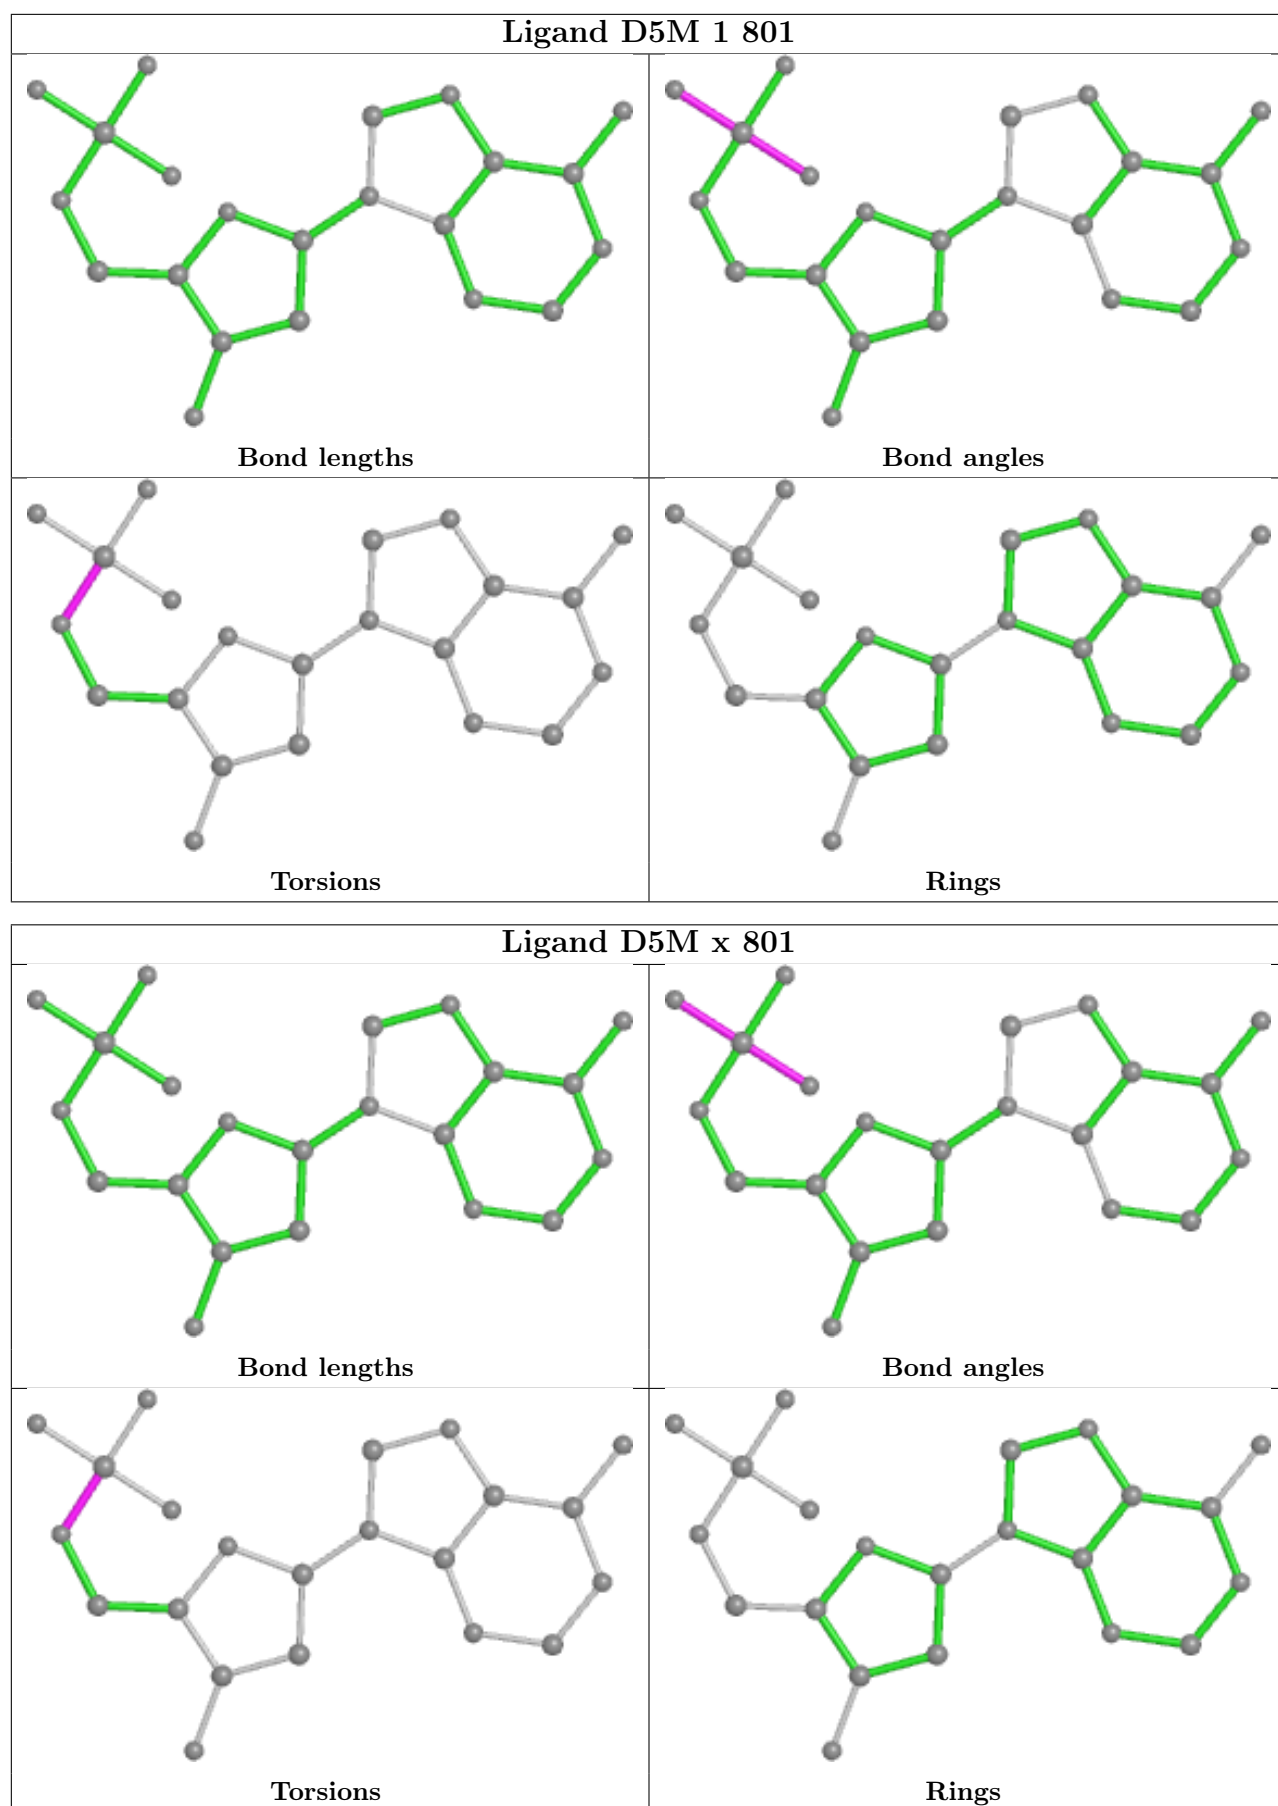 Ligand D5M 1 801
Bond lengths
Bond angles
Torsions
Rings
Ligand D5M x 801
Bond lengths
Bond angles
Torsions
Rings